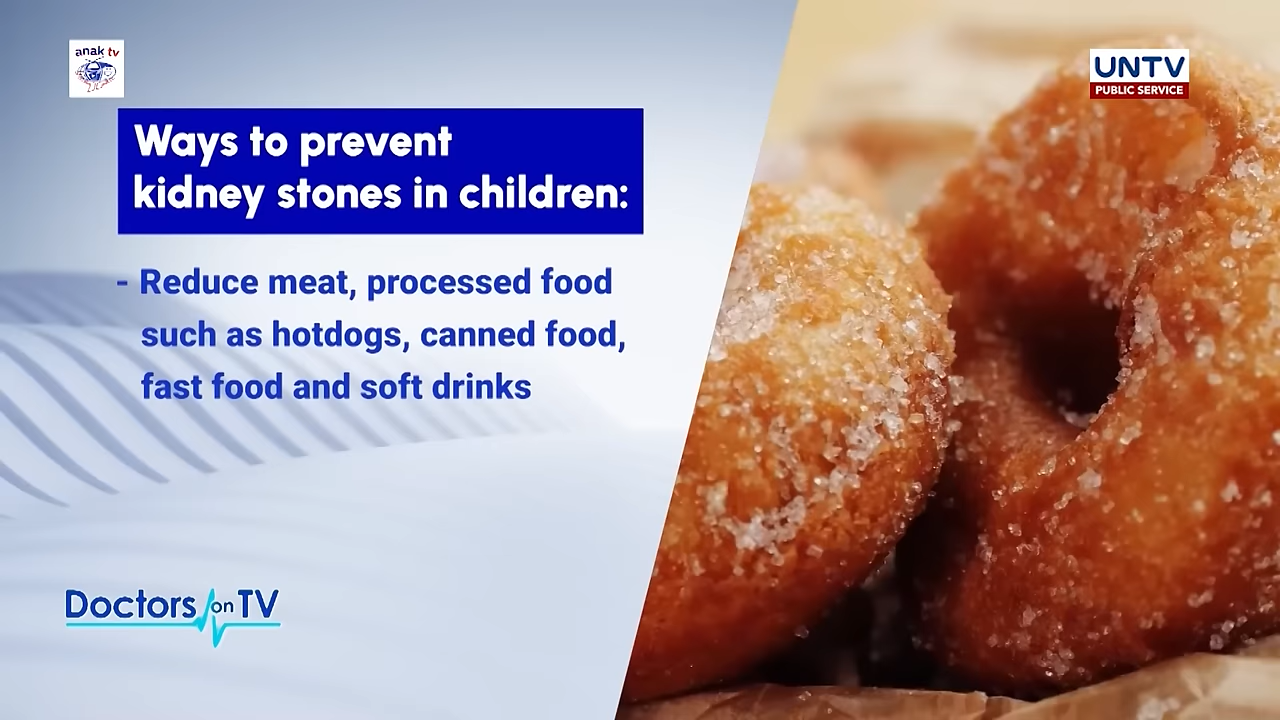 anak tv
UNTV
PUBLIC SERVICE
Ways to prevent
kidney stones in children:
- Reduce meat, processed food
such as hotdogs, canned food,
fast food and soft drinks
Doctors on TV